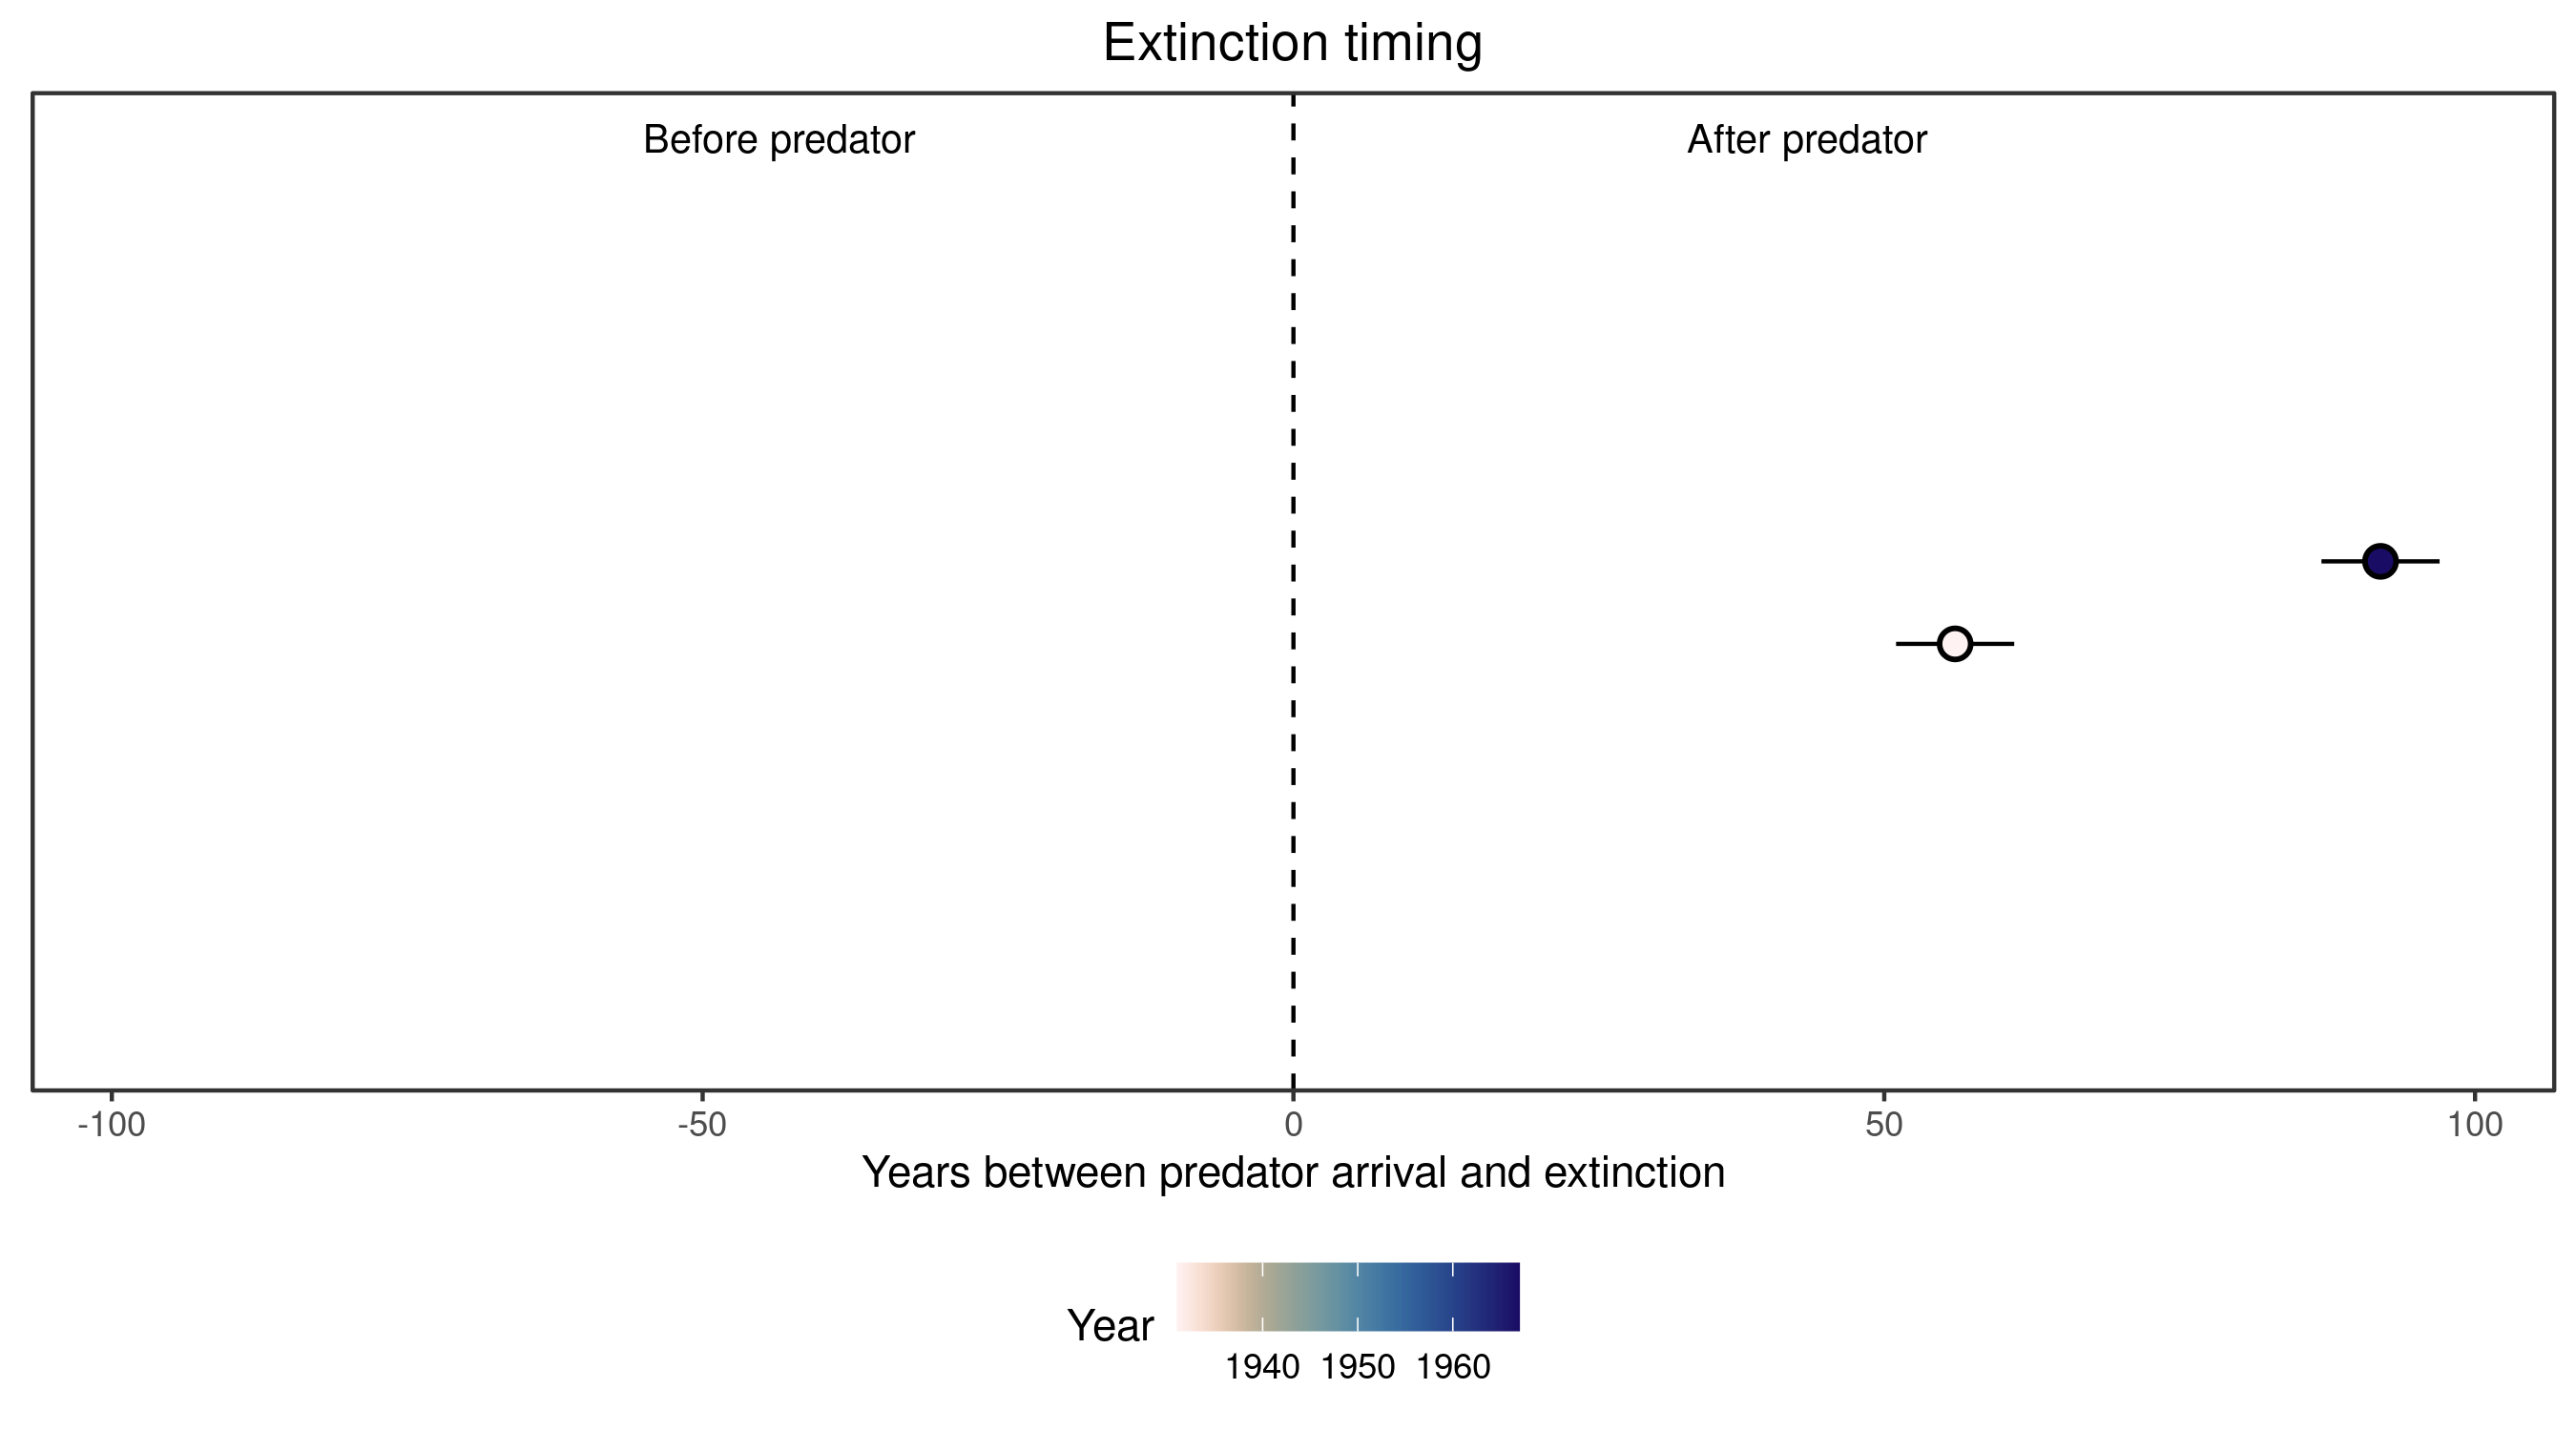 Extinction timing
Before predator
After predator
-100
-50
0
50
100
Years between predator arrival and extinction
Year
1940
1950
1960